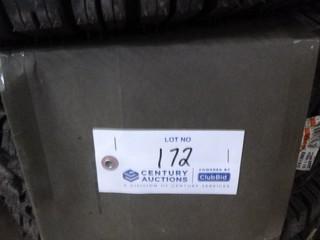 LOT NO
172
CENTURY
AUCTIONS
POWERED BY
ClubBid
A DIVISION OF CENTURY SERVICES